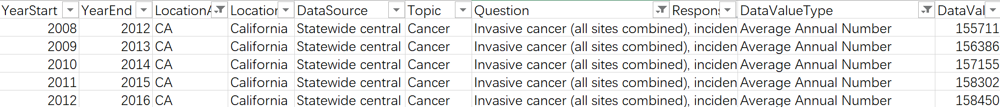 YearStart YearEnd LocationA Location DataSource Topic Question Respons DataValueType DataVal
2008 2012 CA California Statewide central Cancer Invasive cancer (all sites combined), inciden Average Annual Number 155711
2009 2013 CA California Statewide central Cancer Invasive cancer (all sites combined), inciden Average Annual Number 156386
2010 2014 CA California Statewide central Cancer Invasive cancer (all sites combined), inciden Average Annual Number 157155
2011 2015 CA California Statewide central Cancer Invasive cancer (all sites combined), inciden Average Annual Number 158302
2012 2016 CA California Statewide central Cancer Invasive cancer (all sites combined), inciden Average Annual Number 158450